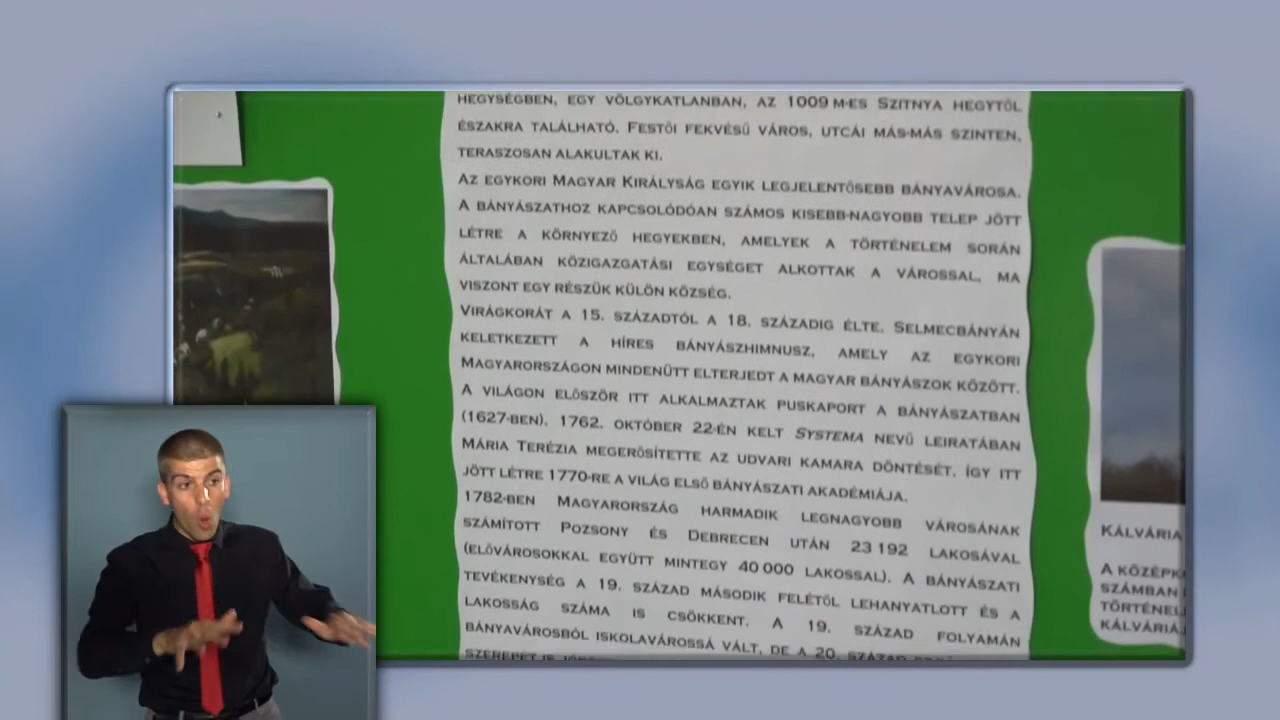 HEGYSÉGBEN, EGY VÖLGYKATLANBAN, AZ 1009 M-ES SZITNYA HEGYTŐL
ÉSZAKRA TALÁLHATÓ. FESTŐI FEKVÉSŰ VÁROS, UTCÁI MÁS-MÁS SZINTEN,
TERASZOSAN ALAKULTAK KI.
AZ EGYKORI MAGYAR KIRÁLYSÁG EGYIK LEGJELENTŐSEBB BÁNYAVÁROSA.
A BÁNYÁSZATHOZ KAPCSOLÓDÓAN SZÁMOS KISEBB-NAGYOBB TELEP JÖTT
LÉTRE A KÖRNYEZŐ HEGYEKBEN, AMELYEK A TÖRTÉNELEM SORÁN
ÁLTALÁBAN KÖZIGAZGATÁSI EGYSÉGET ALKOTTAK A VÁROSSAL, MA
VISZONT EGY RÉSZÜK KÜLÖN KÖZSÉG.
VIRÁGKORÁT A 15. SZÁZADTÓL A 18. SZÁZADIG ÉLTE. SELMECBÁNYÁN
KELETKEZETT A HÍRES BÁNYÁSZHIMNUSZ, AMELY AZ EGYKORI
MAGYARORSZÁGON MINDENÜTT ELTERJEDT A MAGYAR BÁNYÁSZOK KÖZÖTT.
A VILÁGON ELŐSZÖR ITT ALKALMAZTAK PUSKAPORT A BÁNYÁSZATBAN
(1627-BEN). 1762. OKTÓBER 22-ÉN KELT SYSTEMA NEVŰ LEIRATÁBAN
MÁRIA TERÉZIA MEGERŐSÍTETTE AZ UDVARI KAMARA DÖNTÉSÉT, ÍGY ITT
JÖTT LÉTRE 1770-RE A VILÁG ELSŐ BÁNYÁSZATI AKADÉMIÁJA.
1782-BEN MAGYARORSZÁG HARMADIK LEGNAGYOBB VÁROSÁNAK
SZÁMÍTOTT POZSONY ÉS DEBRECEN UTÁN 23 192 LAKOSÁVAL
(ELŐVÁROSOKKAL EGYÜTT MINTEGY 40 000 LAKOSSAL). A BÁNYÁSZATI
TEVÉKENYSÉG A 19. SZÁZAD MÁSODIK FELÉTŐL LEHANYATLOTT ÉS A
LAKOSSÁG SZÁMA IS CSÖKKENT. A 19. SZÁZAD FOLYAMÁN
BÁNYAVÁROSBÓL ISKOLAVÁROSSÁ VÁLT, DE A 20. SZÁZAD
SZEREPÉT IS
KÁLVÁRIA
A KÖZÉPK
SZÁMBAN
TÖRTÉNEL
KÁLVÁRIÁ